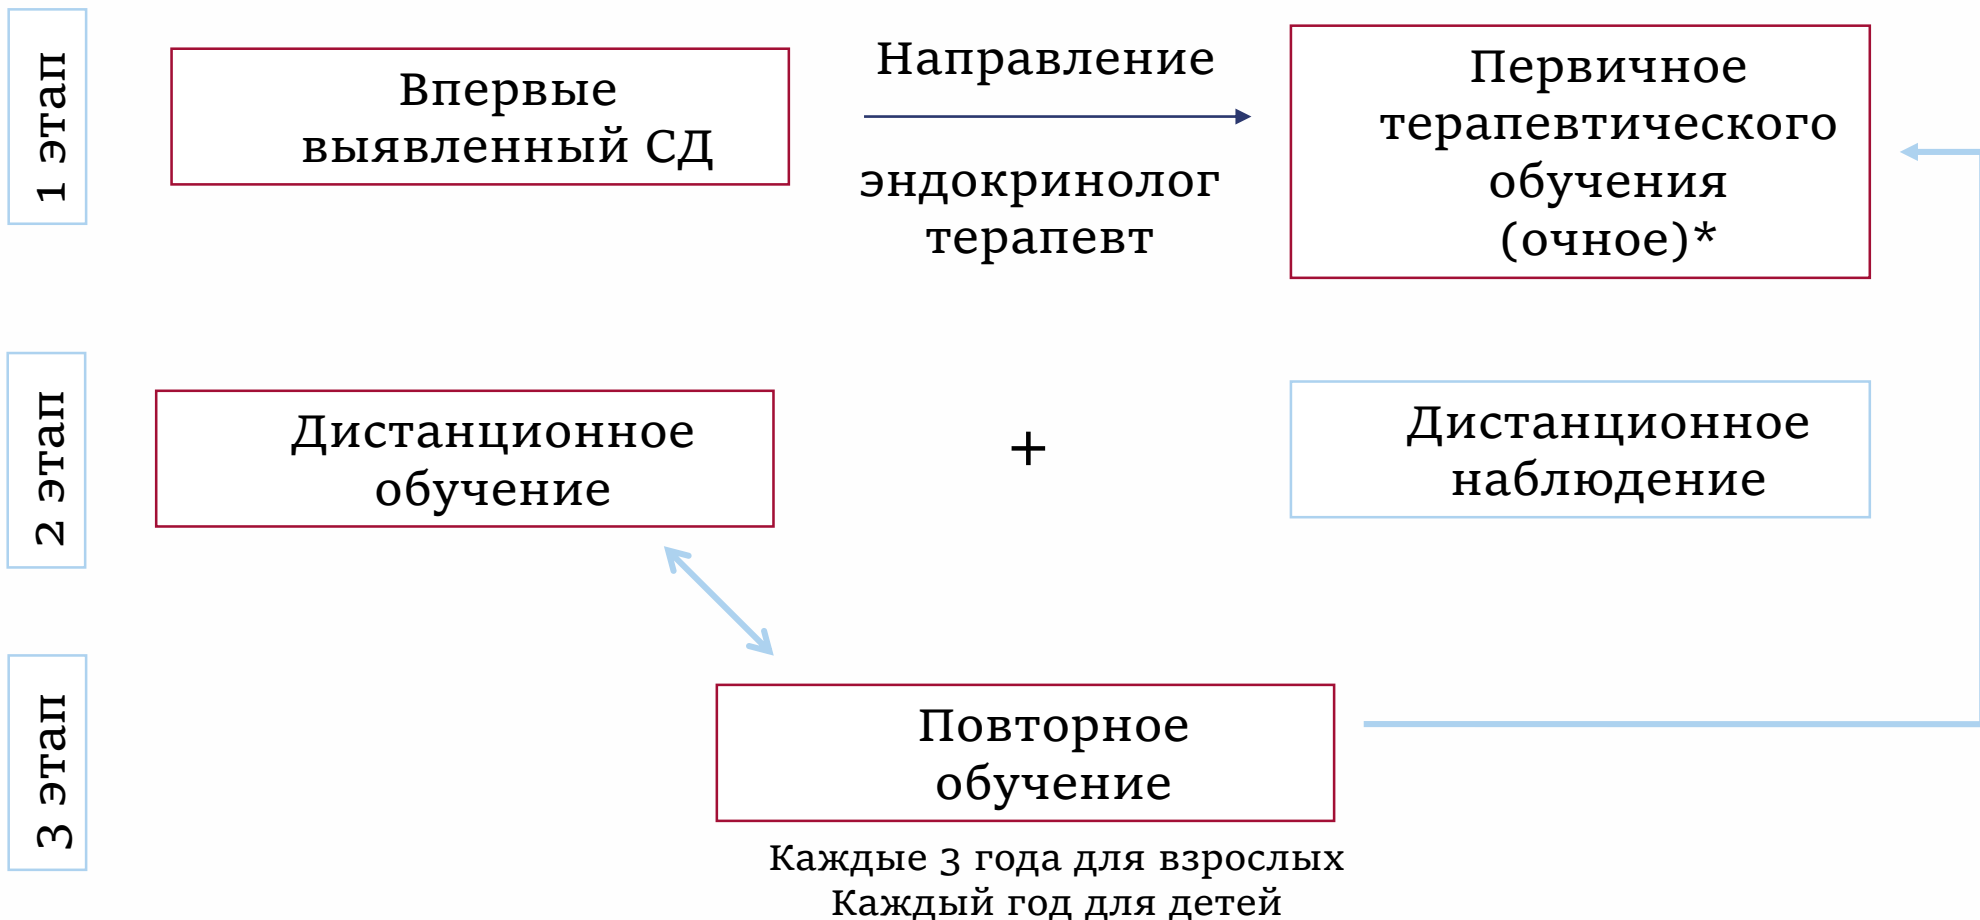 1 этап
Впервые
выявленный СД
Направление
эндокринолог
терапевт
Первичное
терапевтического
обучения
(очное)*
2 этап
Дистанционное
обучение
+
Дистанционное
наблюдение
3 этап
Повторное
обучение
Каждые 3 года для взрослых
Каждый год для детей